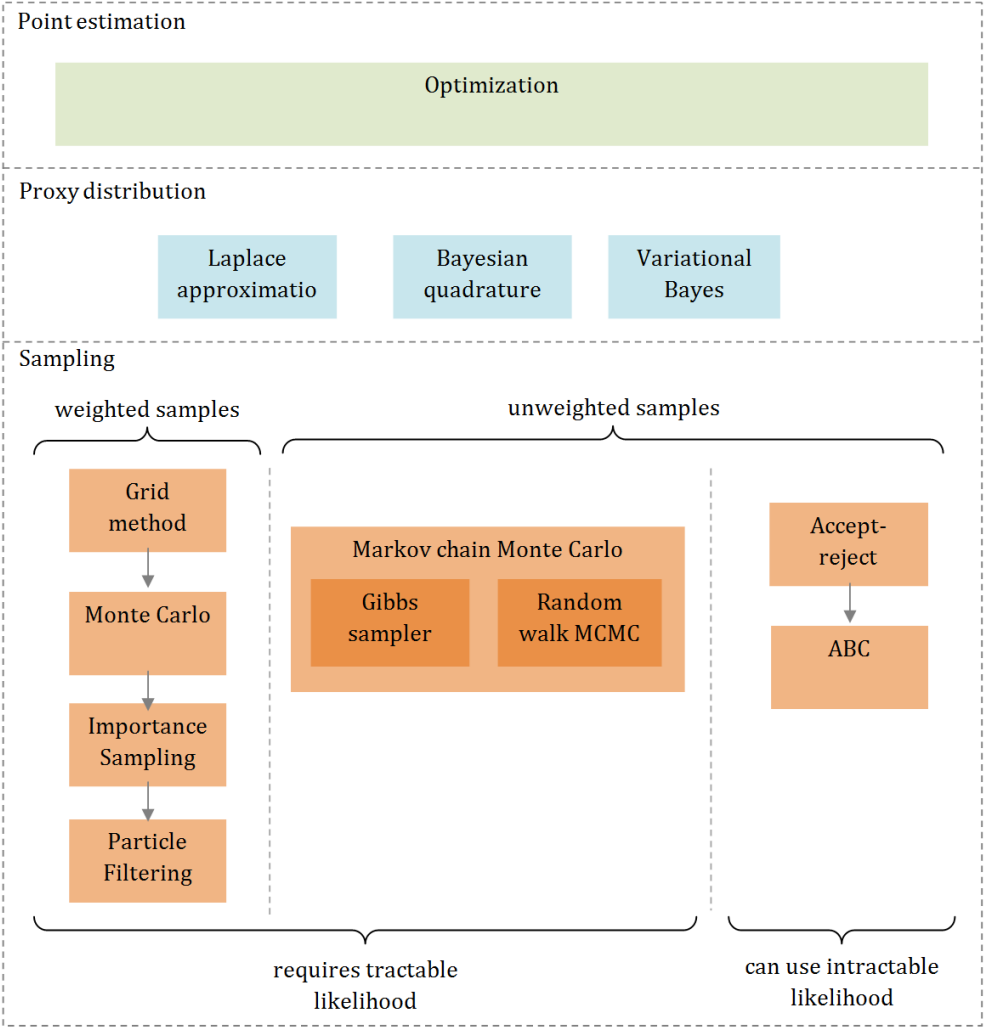 Point estimation
Optimization
Proxy distribution
Laplace
approximatio
Bayesian
quadrature
Variational
Bayes
Sampling
weighted samples
unweighted samples
Grid
method
Monte Carlo
Importance
Sampling
Particle
Filtering
Markov chain Monte Carlo
Gibbs
sampler
Random
walk MCMC
Accept-
reject
ABC
requires tractable
likelihood
can use intractable
likelihood